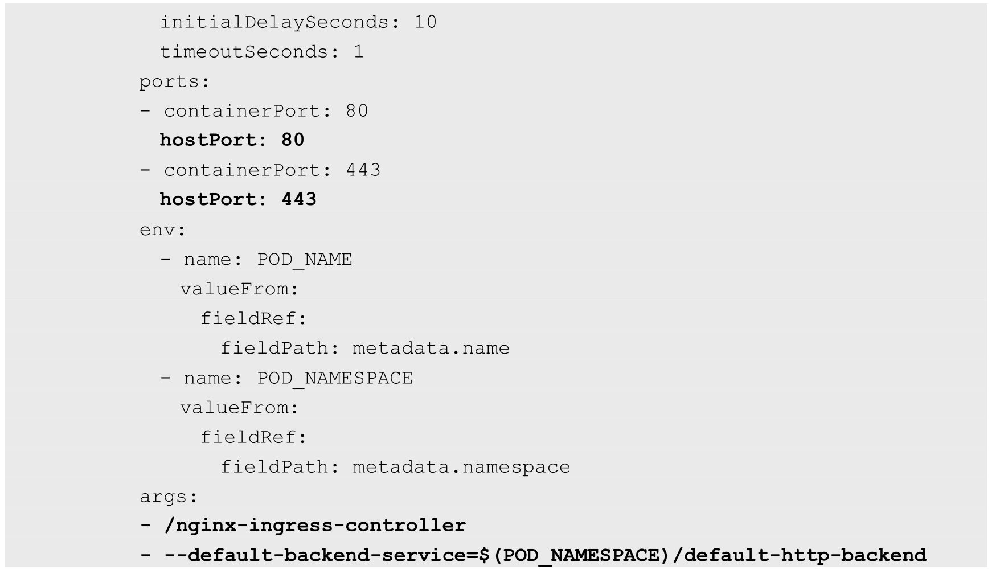 initialDelaySeconds: 10
timeoutSeconds: 1
ports:
- containerPort: 80
hostPort: 80
- containerPort: 443
hostPort: 443
env:
- name: POD_NAME
valueFrom:
fieldRef:
fieldPath: metadata.name
- name: POD_NAMESPACE
valueFrom:
fieldRef:
fieldPath: metadata.namespace
args:
- /nginx-ingress-controller
- --default-backend-service=$(POD_NAMESPACE)/default-http-backend